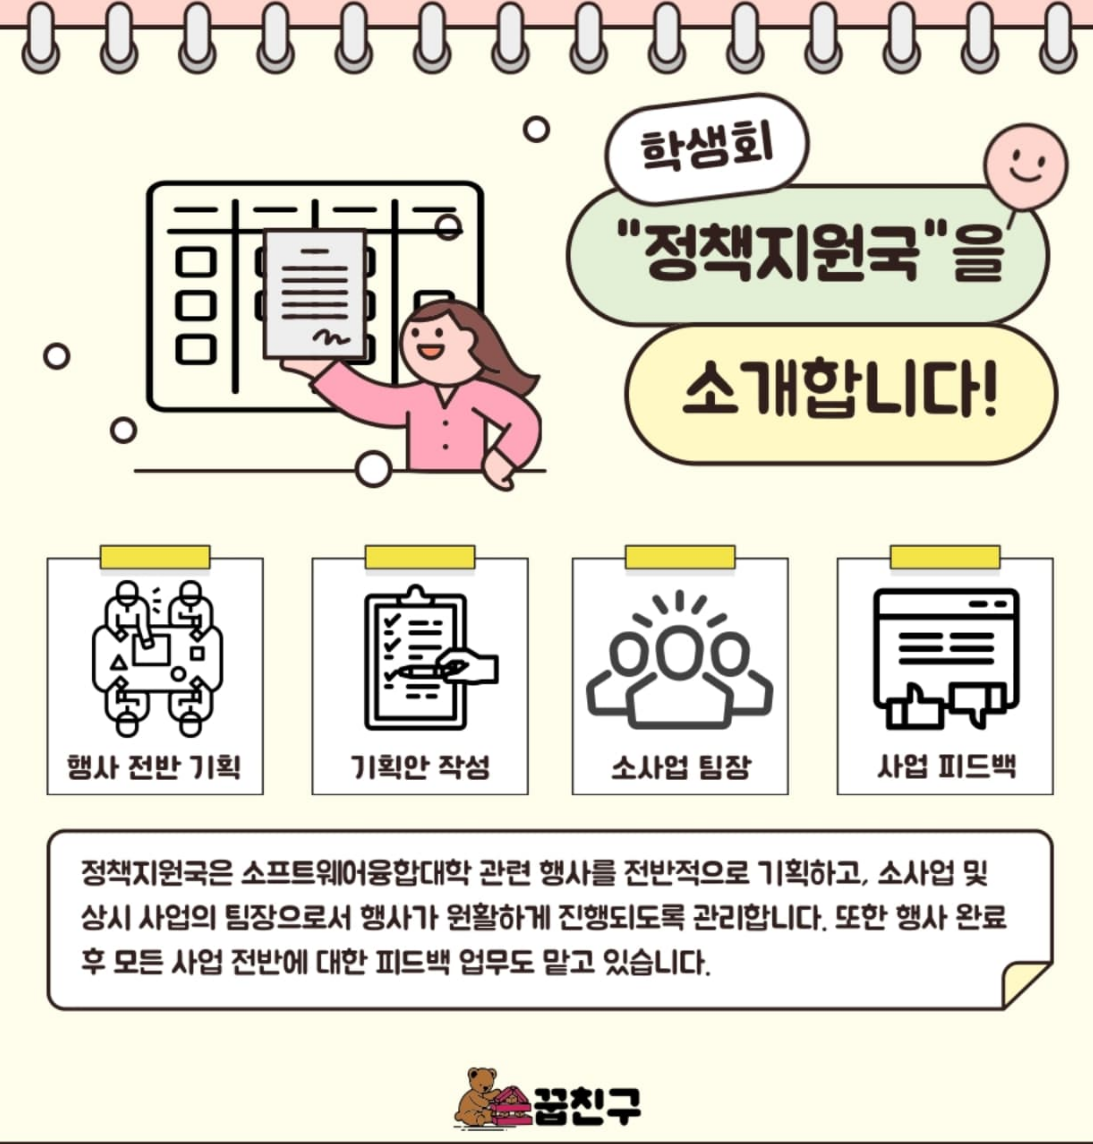 학생회
"정책지원국"을
소개합니다!
행사 전반 기획
기획안 작성
소사업 팀장
사업 피드백
정책지원국은 소프트웨어융합대학 관련 행사를 전반적으로 기획하고, 소사업 및
상시 사업의 팀장으로서 행사가 원활하게 진행되도록 관리합니다. 또한 행사 완료
후 모든 사업 전반에 대한 피드백 업무도 맡고 있습니다.
꿉친구